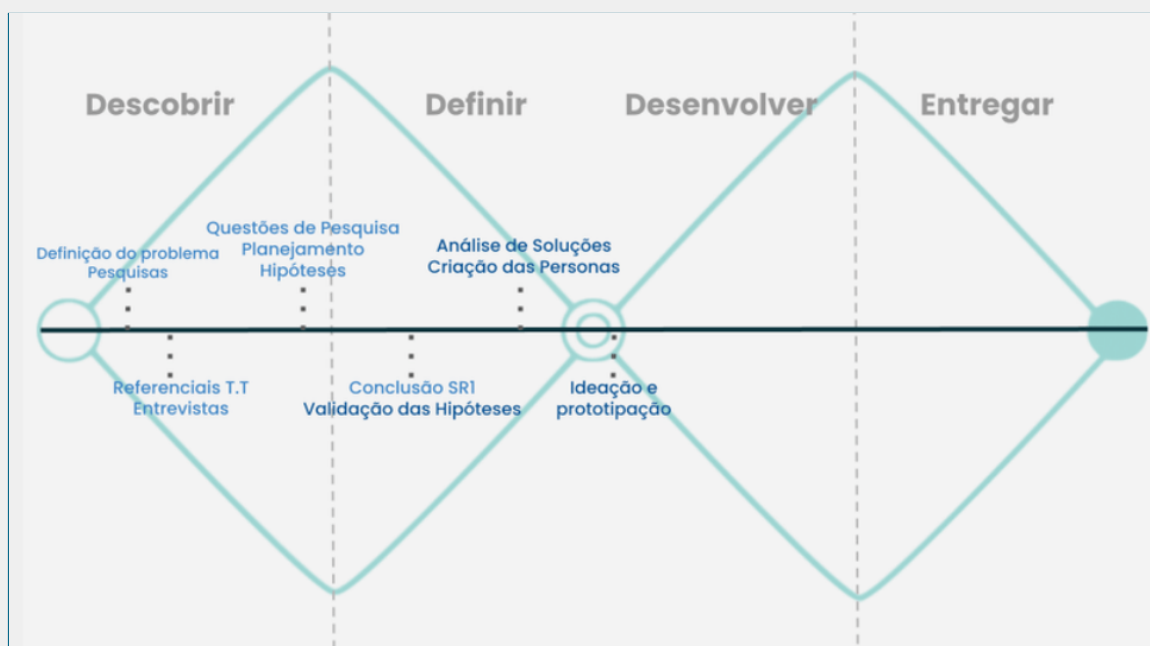 Descobrir
Definir
Desenvolver
Entregar
Definição do problema
Pesquisas
Questões de Pesquisa
Planejamento
Hipóteses
Análise de Soluções
Criação das Personas
Referenciais T.T
Entrevistas
Conclusão SR1
Validação das Hipóteses
Ideação e
prototipação